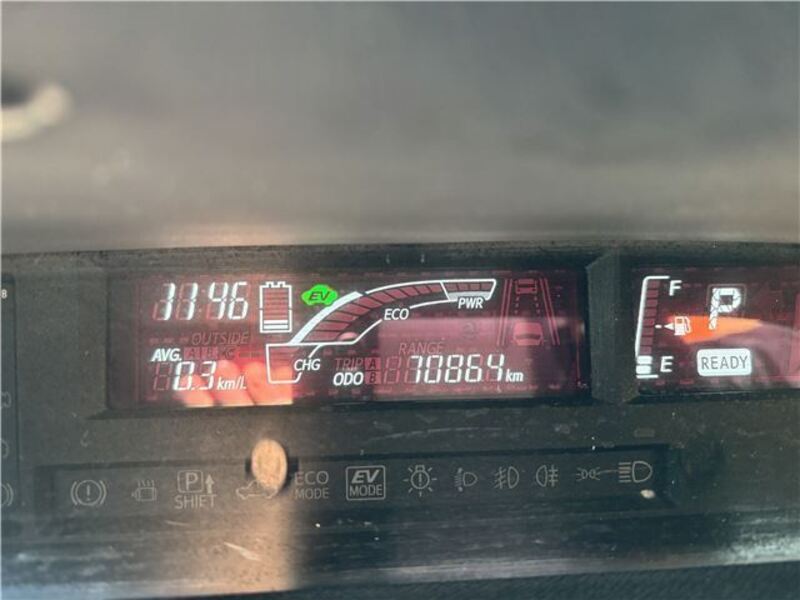 11:46
EV
PWR
ECO
CHG
OUTSIDE
AVG.
0.3 km/L
RANGE
TRIP A
ODO B 70864 km
F
E
P
READY
P
SHIFT
ECO
MODE
EV
MODE